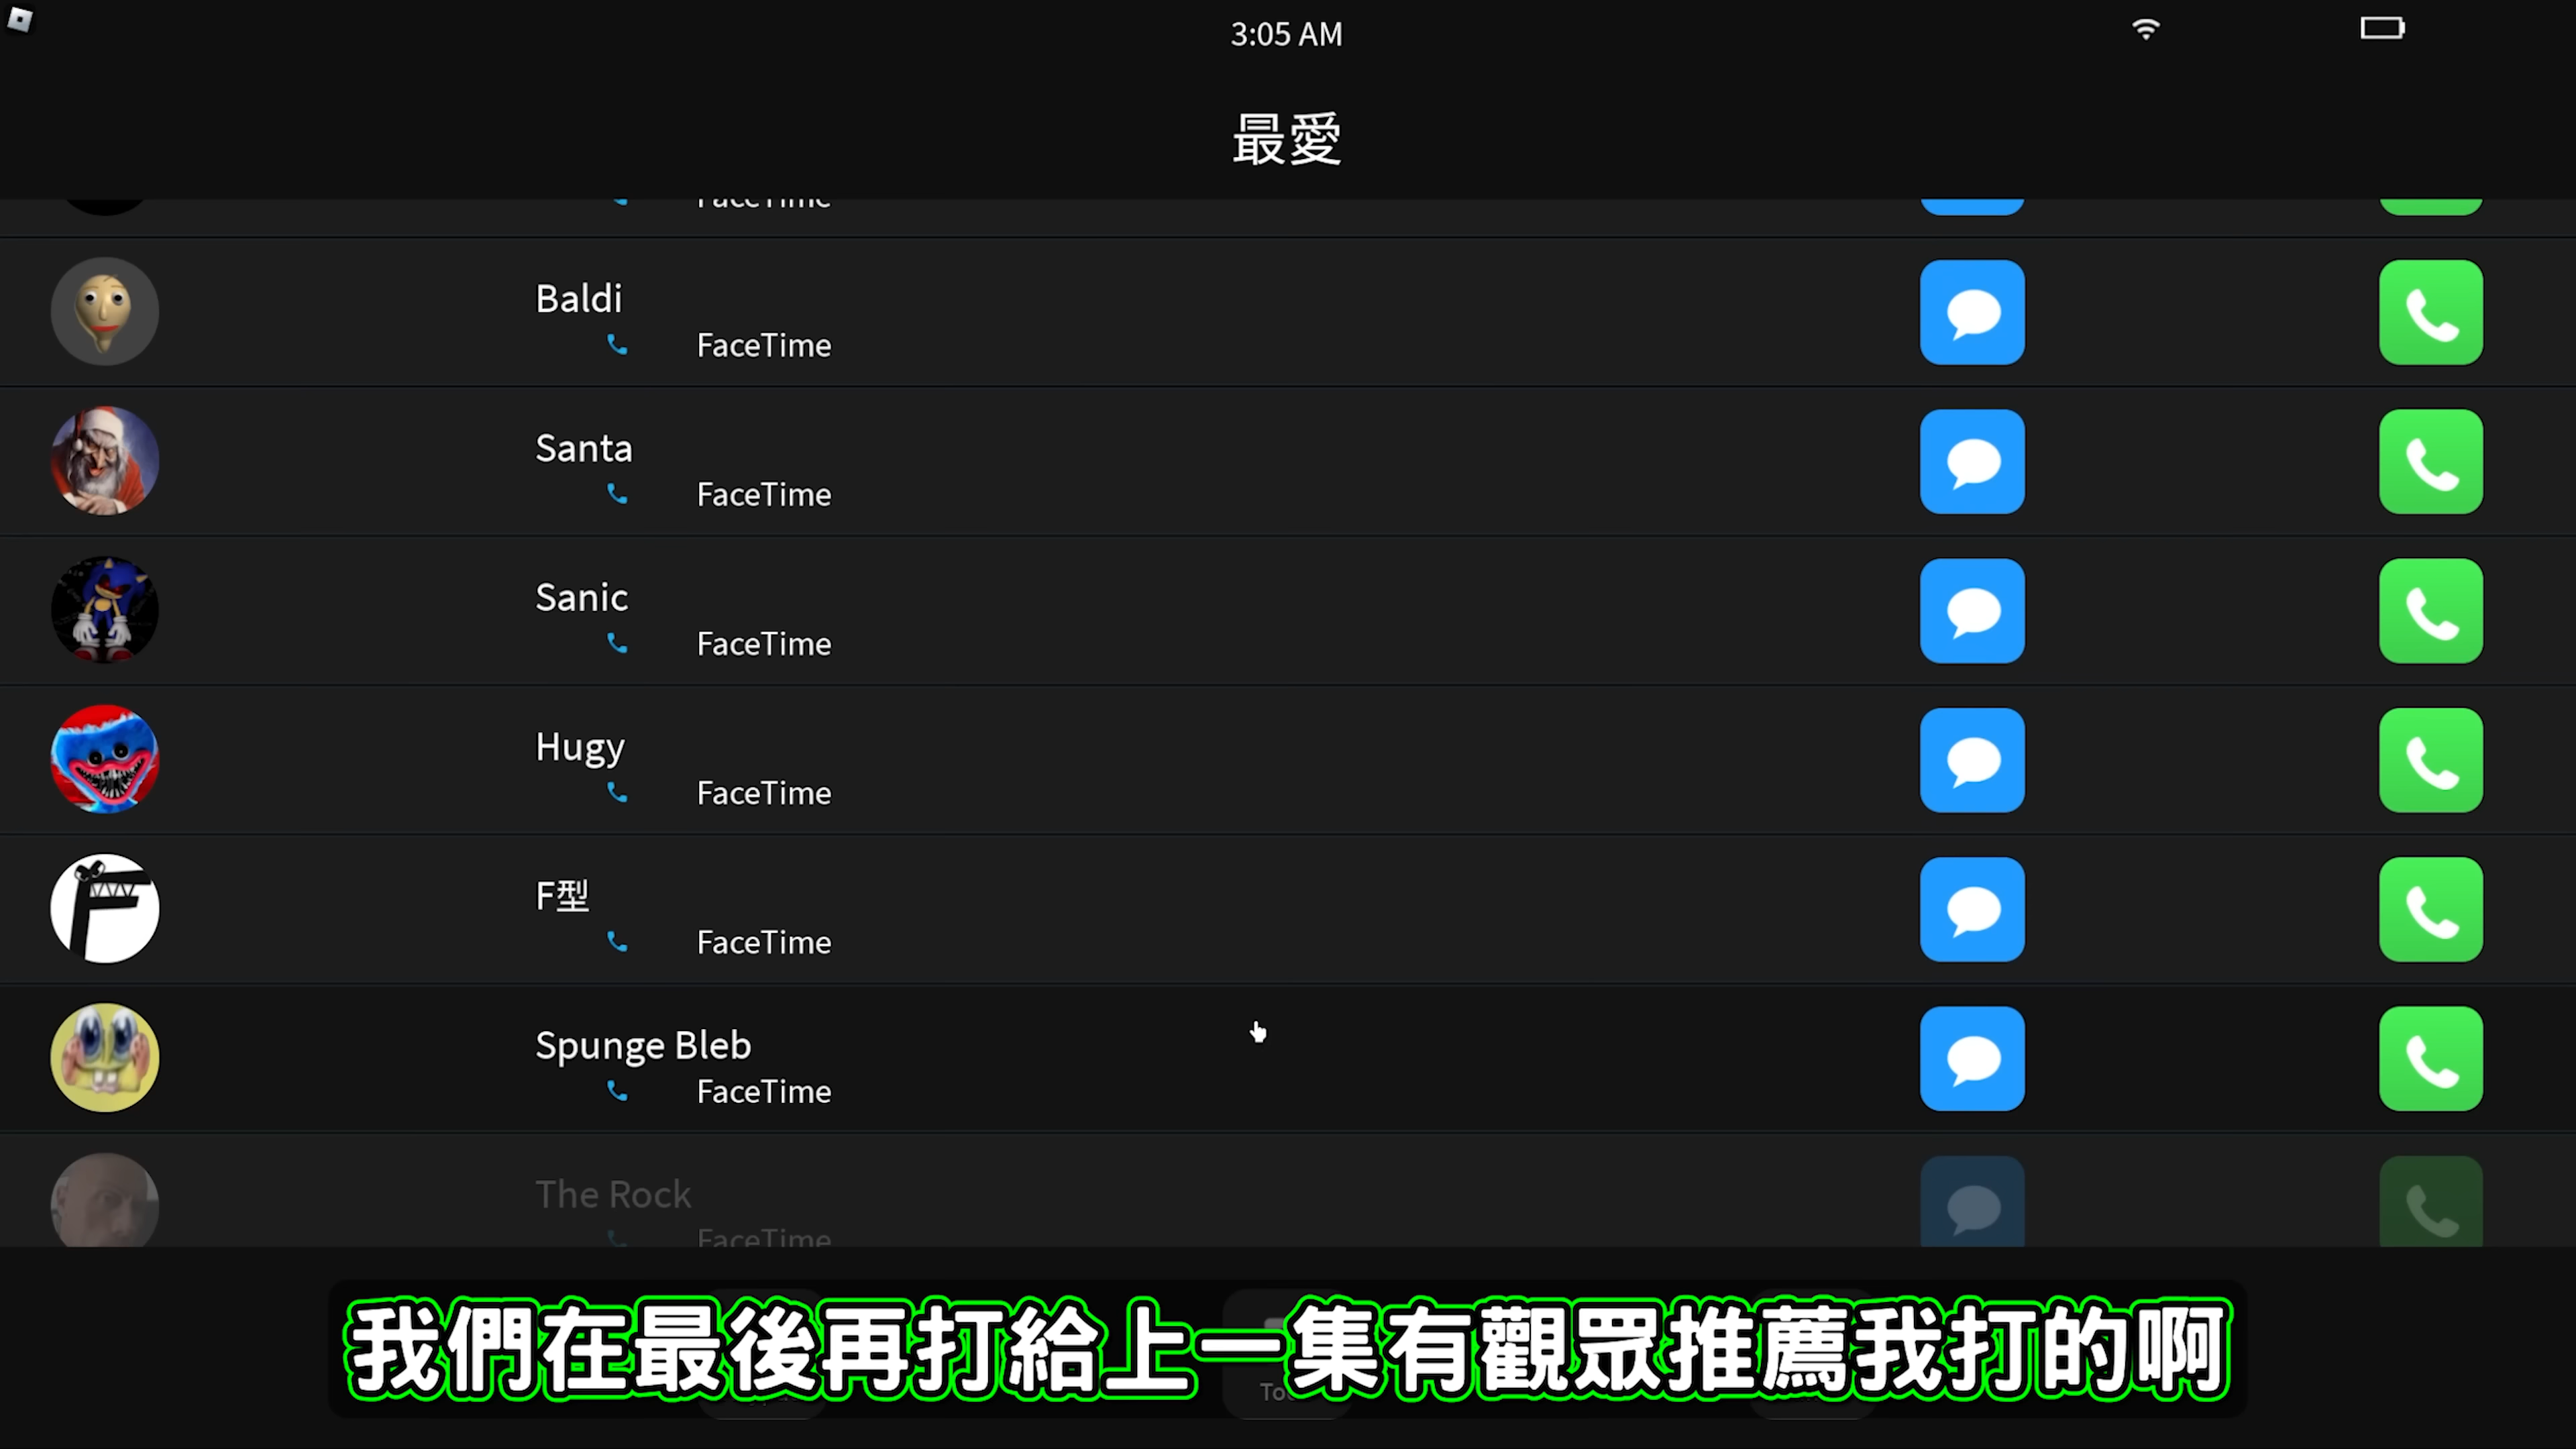 3:05 AM
最愛
FaceTime
Baldi
FaceTime
Santa
FaceTime
Sanic
FaceTime
Hugy
FaceTime
F型
FaceTime
Spunge Bleb
FaceTime
The Rock
FaceTime
我們在最後再打給上一集有觀眾推薦我打的啊